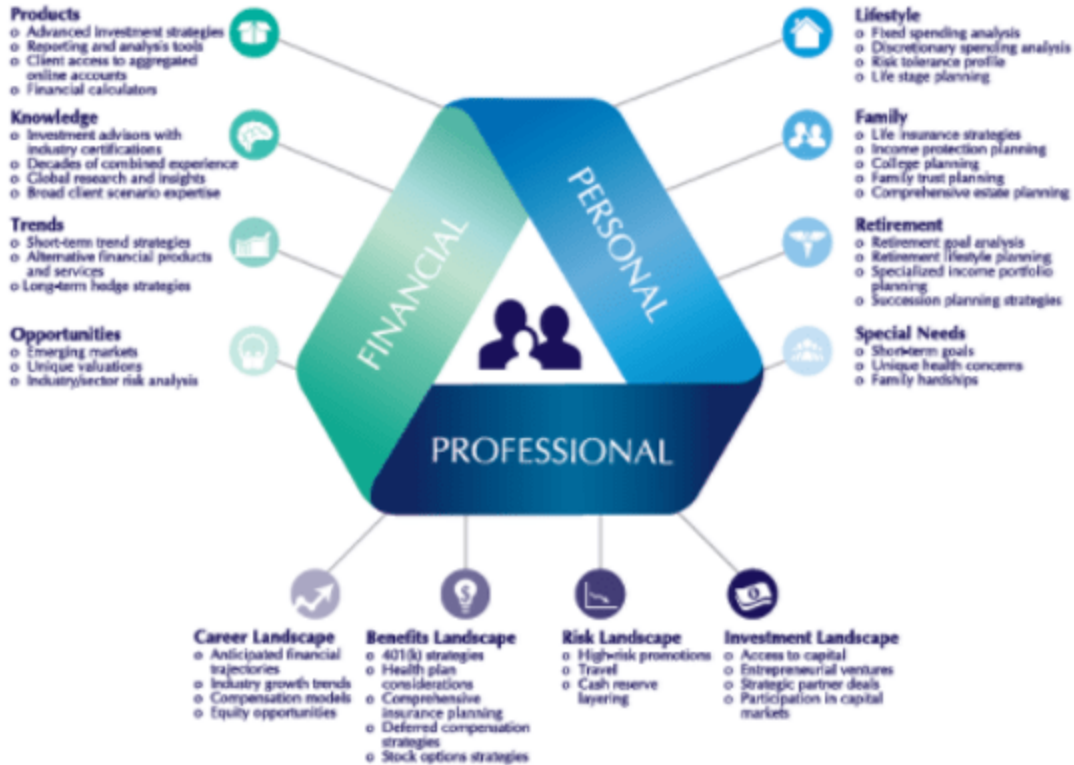 Products
o Advanced investment strategies
o Reporting and analysis tools
o Client access to aggregated
online accounts
o Financial calculators
Knowledge
o Investment advisors with
industry certifications
o Decades of combined experience
o Global research and insights
o Broad client scenario expertise
Trends
o Short-term trend strategies
o Alternative financial products
and services
o Long-term hedge strategies
Opportunities
o Emerging markets
o Unique valuations
o Industry/sector risk analysis
FINANCIAL
PERSONAL
PROFESSIONAL
Lifestyle
o Fixed spending analysis
o Discretionary spending analysis
o Risk tolerance profile
o Life stage planning
Family
o Life insurance strategies
o Income protection planning
o College planning
o Family trust planning
o Comprehensive estate planning
Retirement
o Retirement goal analysis
o Retirement lifestyle planning
o Specialized income portfolio
planning
o Succession planning strategies
Special Needs
o Short-term goals
o Unique health concerns
o Family hardships
Career Landscape
o Anticipated financial
trajectories
o Industry growth trends
o Compensation models
o Equity opportunities
Benefits Landscape
o 401(k) strategies
o Health plan
considerations
o Comprehensive
insurance planning
o Deferred compensation
strategies
o Stock options strategies
Risk Landscape
o High-risk promotions
o Travel
o Cash reserve
layering
Investment Landscape
o Access to capital
o Entrepreneurial ventures
o Strategic partner deals
o Participation in capital
markets